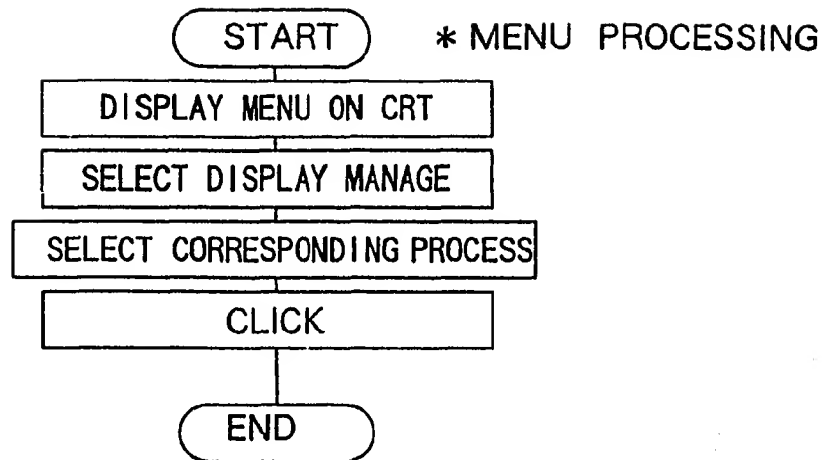 START * MENU PROCESSING
DISPLAY MENU ON CRT
SELECT DISPLAY MANAGE
SELECT CORRESPONDING PROCESS
CLICK
END